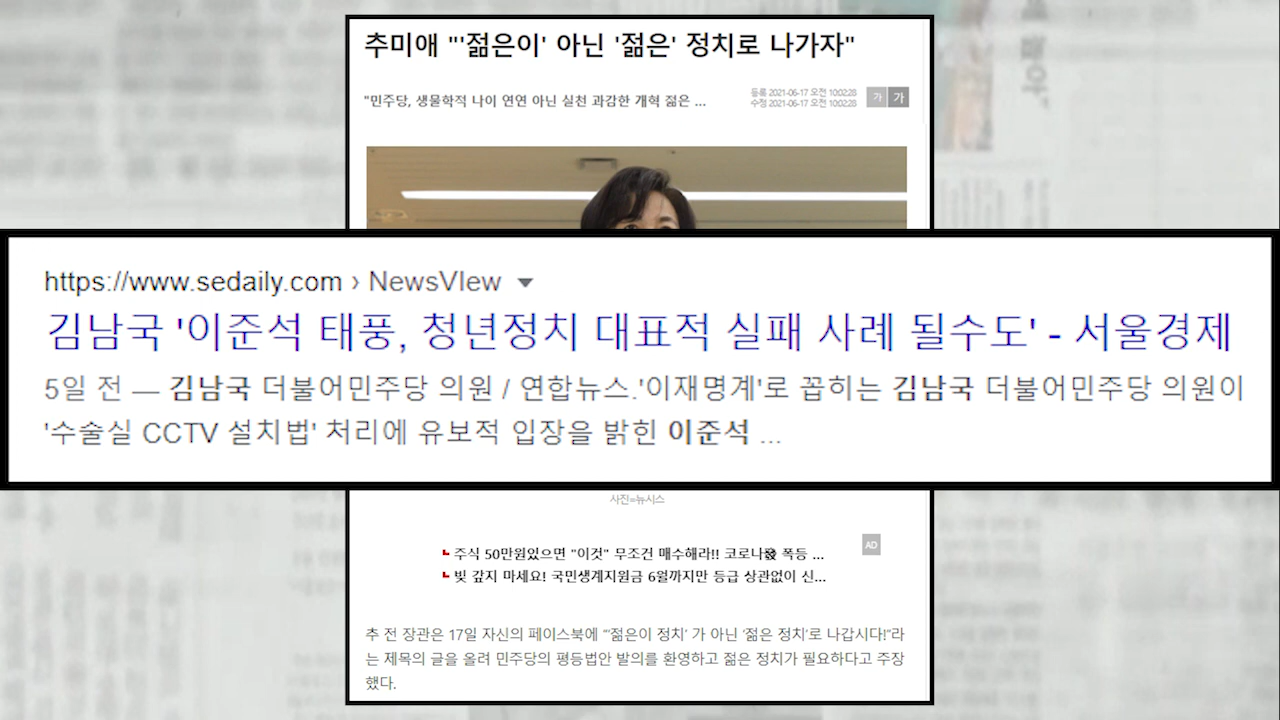 추미애 "'젊은이' 아닌 '젊은' 정치로 나가자"
"민주당, 생물학적 나이 연연 아닌 실천 과감한 개혁 젊은 ...
등록 2021-06-17 오전 10:02:28
수정 2021-06-17 오전 10:02:28
가 가
https://www.sedaily.com › NewsVIew
김남국 '이준석 태풍, 청년정치 대표적 실패 사례 될수도' - 서울경제
5일 전 — 김남국 더불어민주당 의원 / 연합뉴스.'이재명계'로 꼽히는 김남국 더불어민주당 의원이
'수술실 CCTV 설치법' 처리에 유보적 입장을 밝힌 이준석 ...
사진=뉴시스
주식 50만원있으면 "이것" 무조건 매수해라!! 코로나發 폭등 ...
AD
빚 갚지 마세요! 국민생계지원금 6월까지만 등급 상관없이 신...
추 전 장관은 17일 자신의 페이스북에 "'젊은이 정치' 가 아닌 '젊은 정치'로 나갑시다!"라
는 제목의 글을 올려 민주당의 평등법안 발의를 환영하고 젊은 정치가 필요하다고 주장
했다.